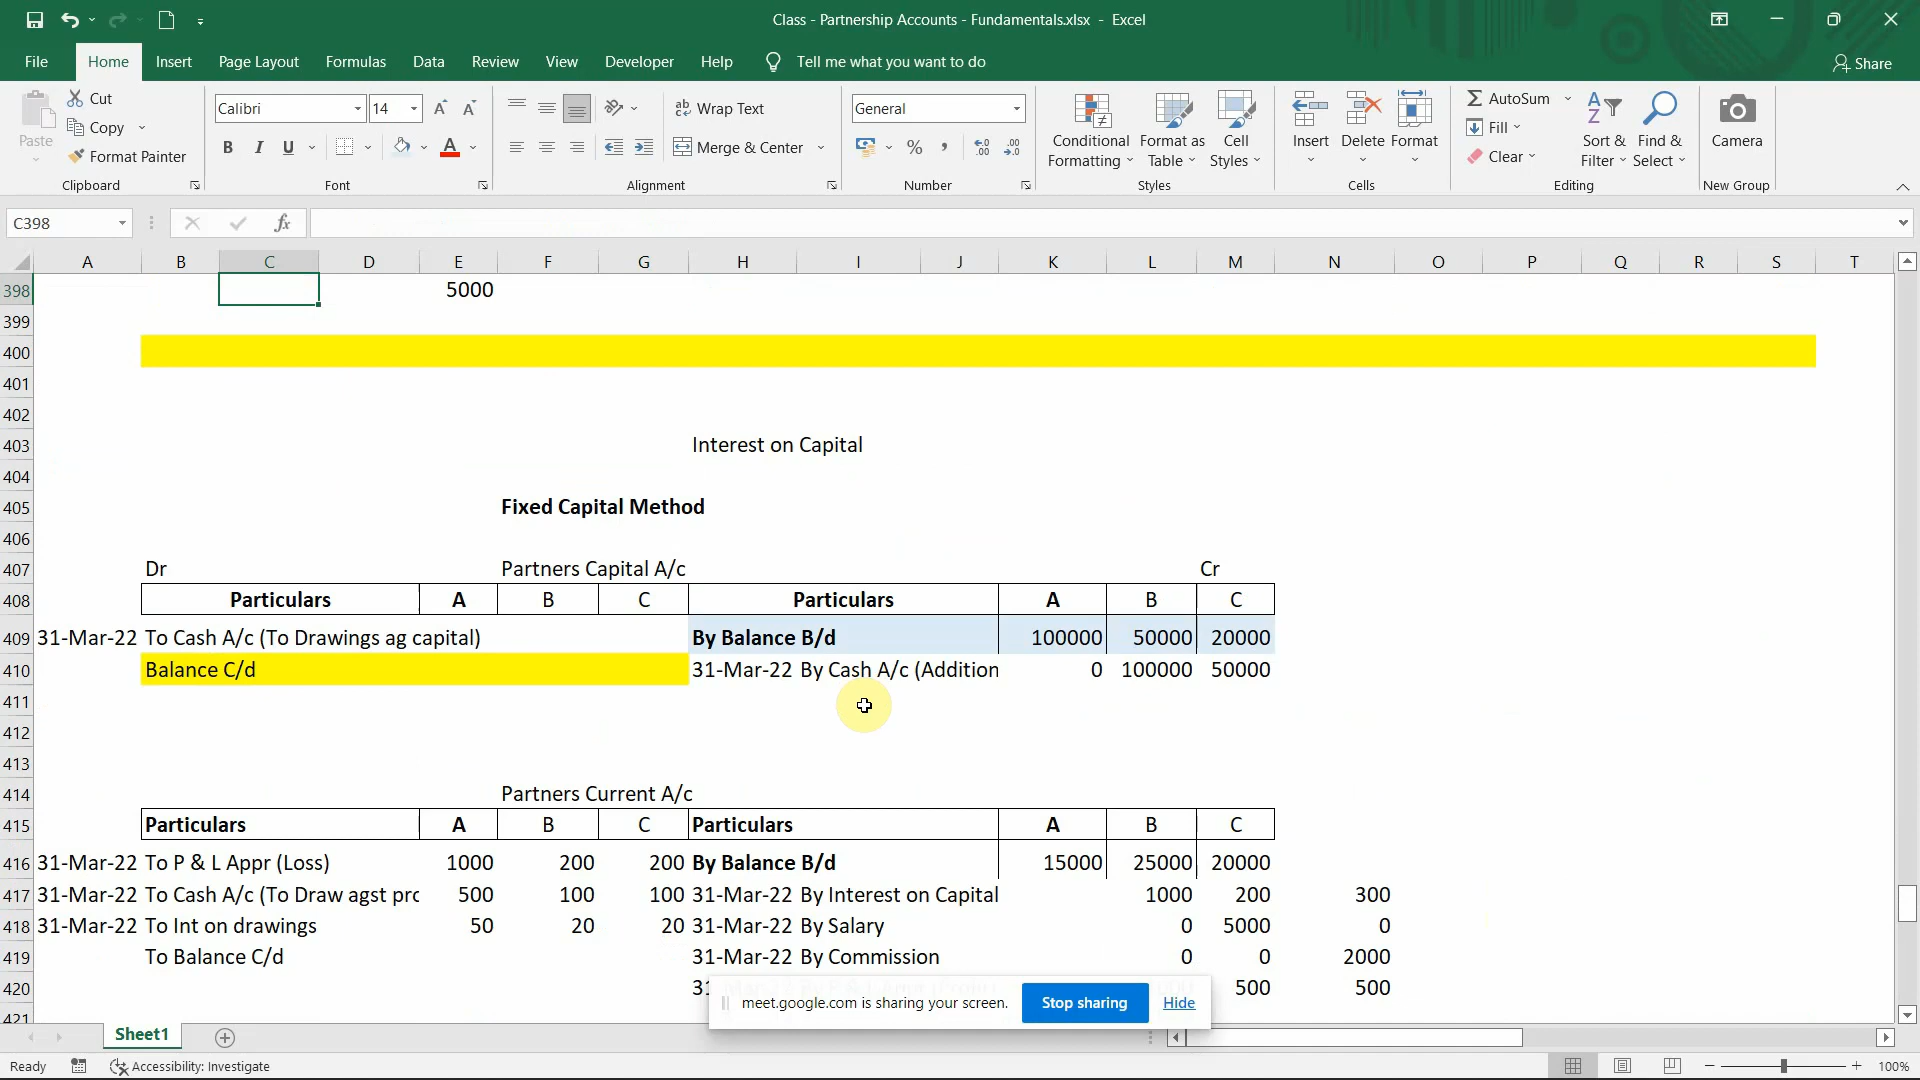 Class - Partnership Accounts - Fundamentals.xlsx - Excel
File Home Insert Page Layout Formulas Data Review View Developer Help Tell me what you want to do Share
Paste Cut Copy Format Painter Clipboard
Calibri 14 B I U A Font
Wrap Text Merge & Center Alignment
General % , Number
Conditional Formatting Format as Table Cell Styles Styles
Insert Delete Format Cells
AutoSum Fill Clear Sort & Filter Find & Select Editing
Camera New Group
C398 fx
A B C D E F G H I J K L M N O P Q R S T
398 5000
399
400
401
402
403 Interest on Capital
404
405 Fixed Capital Method
406
407 Dr Partners Capital A/c Cr
408 Particulars A B C Particulars A B C
409 31-Mar-22 To Cash A/c (To Drawings ag capital) By Balance B/d 100000 50000 20000
410 Balance C/d 31-Mar-22 By Cash A/c (Addition 0 100000 50000
411
412
413
414 Partners Current A/c
415 Particulars A B C Particulars A B C
416 31-Mar-22 To P & L Appr (Loss) 1000 200 200 By Balance B/d 15000 25000 20000
417 31-Mar-22 To Cash A/c (To Draw agst prc 500 100 100 31-Mar-22 By Interest on Capital 1000 200 300
418 31-Mar-22 To Int on drawings 50 20 20 31-Mar-22 By Salary 0 5000 0
419 To Balance C/d 31-Mar-22 By Commission 0 0 2000
420 500 500
421
meet.google.com is sharing your screen. Stop sharing Hide
Sheet1
Ready Accessibility: Investigate 100%